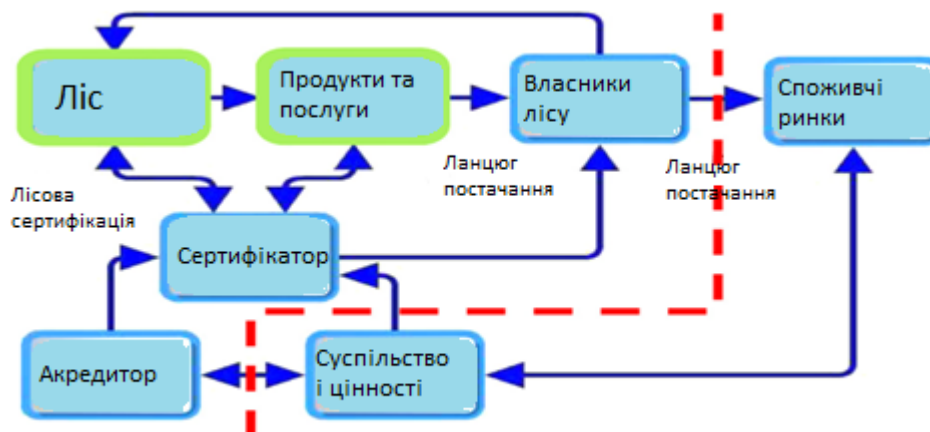 Ліс
Продукти та
послуги
Власники
лісу
Споживчі
ринки
Лісова
сертифікація
Ланцюг
постачання
Ланцюг
постачання
Сертифікатор
Акредитор
Суспільство
і цінності